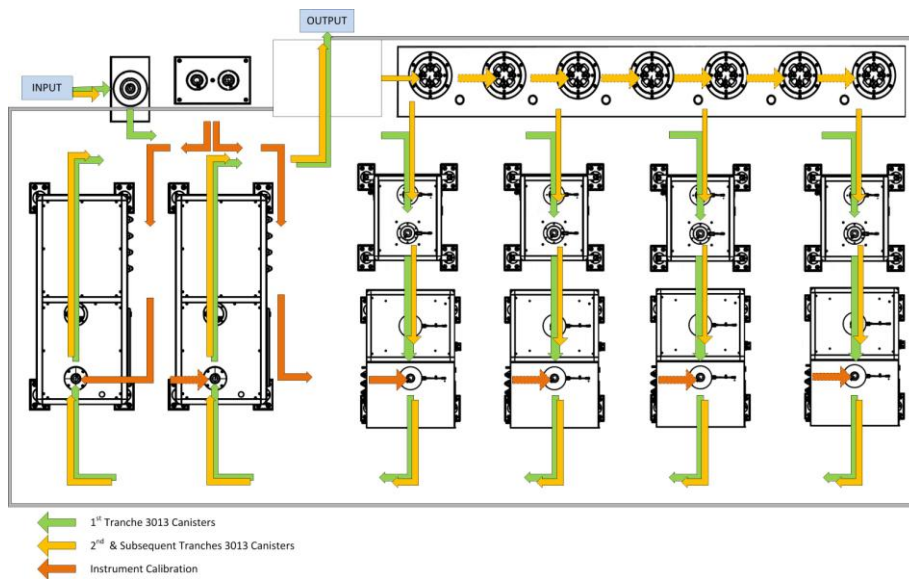 OUTPUT
INPUT
1st Tranche 3013 Canisters
2nd & Subsequent Tranches 3013 Canisters
Instrument Calibration